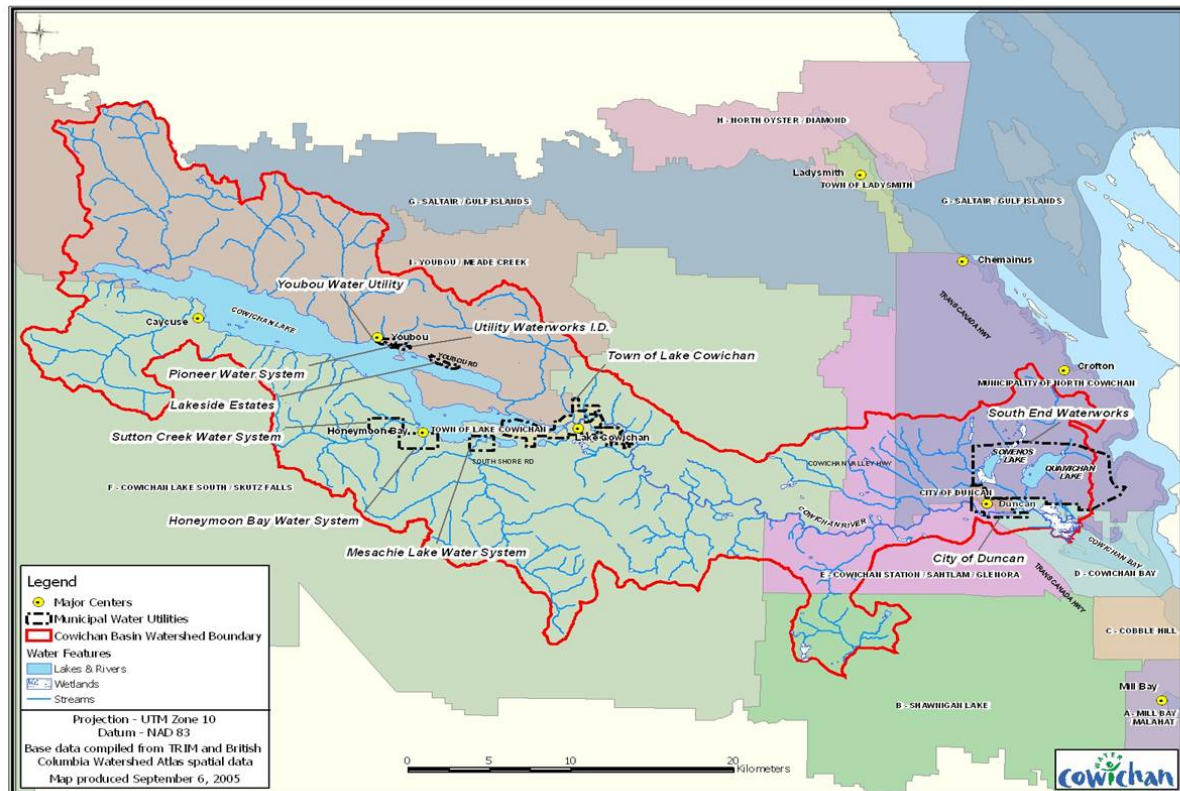 H - NORTH OYSTER / DIAMOND
Ladysmith
TOWN OF LADYSMITH
G - SALTAIR / GULF ISLANDS
G - SALTAIR / GULF ISLANDS
I - YOUBOU / MEADE CREEK
Chemainus
Youbou Water Utility
TRANS CANADA HWY
Caycuse
COWICHAN LAKE
Youbou
Utility Waterworks I.D.
YOUBOU RD
Town of Lake Cowichan
Pioneer Water System
Crofton
MUNICIPALITY OF NORTH COWICHAN
Lakeside Estates
South End Waterworks
Sutton Creek Water System
Honeymoon Bay
TOWN OF LAKE COWICHAN
Lake Cowichan
SOMENOS LAKE
QUAMICHAN LAKE
SOUTH SHORE RD
COWICHAN VALLEY HWY
F - COWICHAN LAKE SOUTH / SKUTZ FALLS
CITY OF DUNCAN
Duncan
COWICHAN RIVER
Honeymoon Bay Water System
Mesachie Lake Water System
City of Duncan
COWICHAN BAY
D - COWICHAN BAY
E - COWICHAN STATION / SAHTLAM / GLENORA
TRANS CANADA HWY
C - COBBLE HILL
Mill Bay
A - MILL BAY / MALAHAT
B - SHAWNIGAN LAKE
Legend
Major Centers
Municipal Water Utilities
Cowichan Basin Watershed Boundary
Water Features
Lakes & Rivers
Wetlands
Streams
Projection - UTM Zone 10
Datum - NAD 83
Base data compiled from TRIM and British
Columbia Watershed Atlas spatial data
Map produced September 6, 2005
0 5 10 20
Kilometers
WATER
cowichan